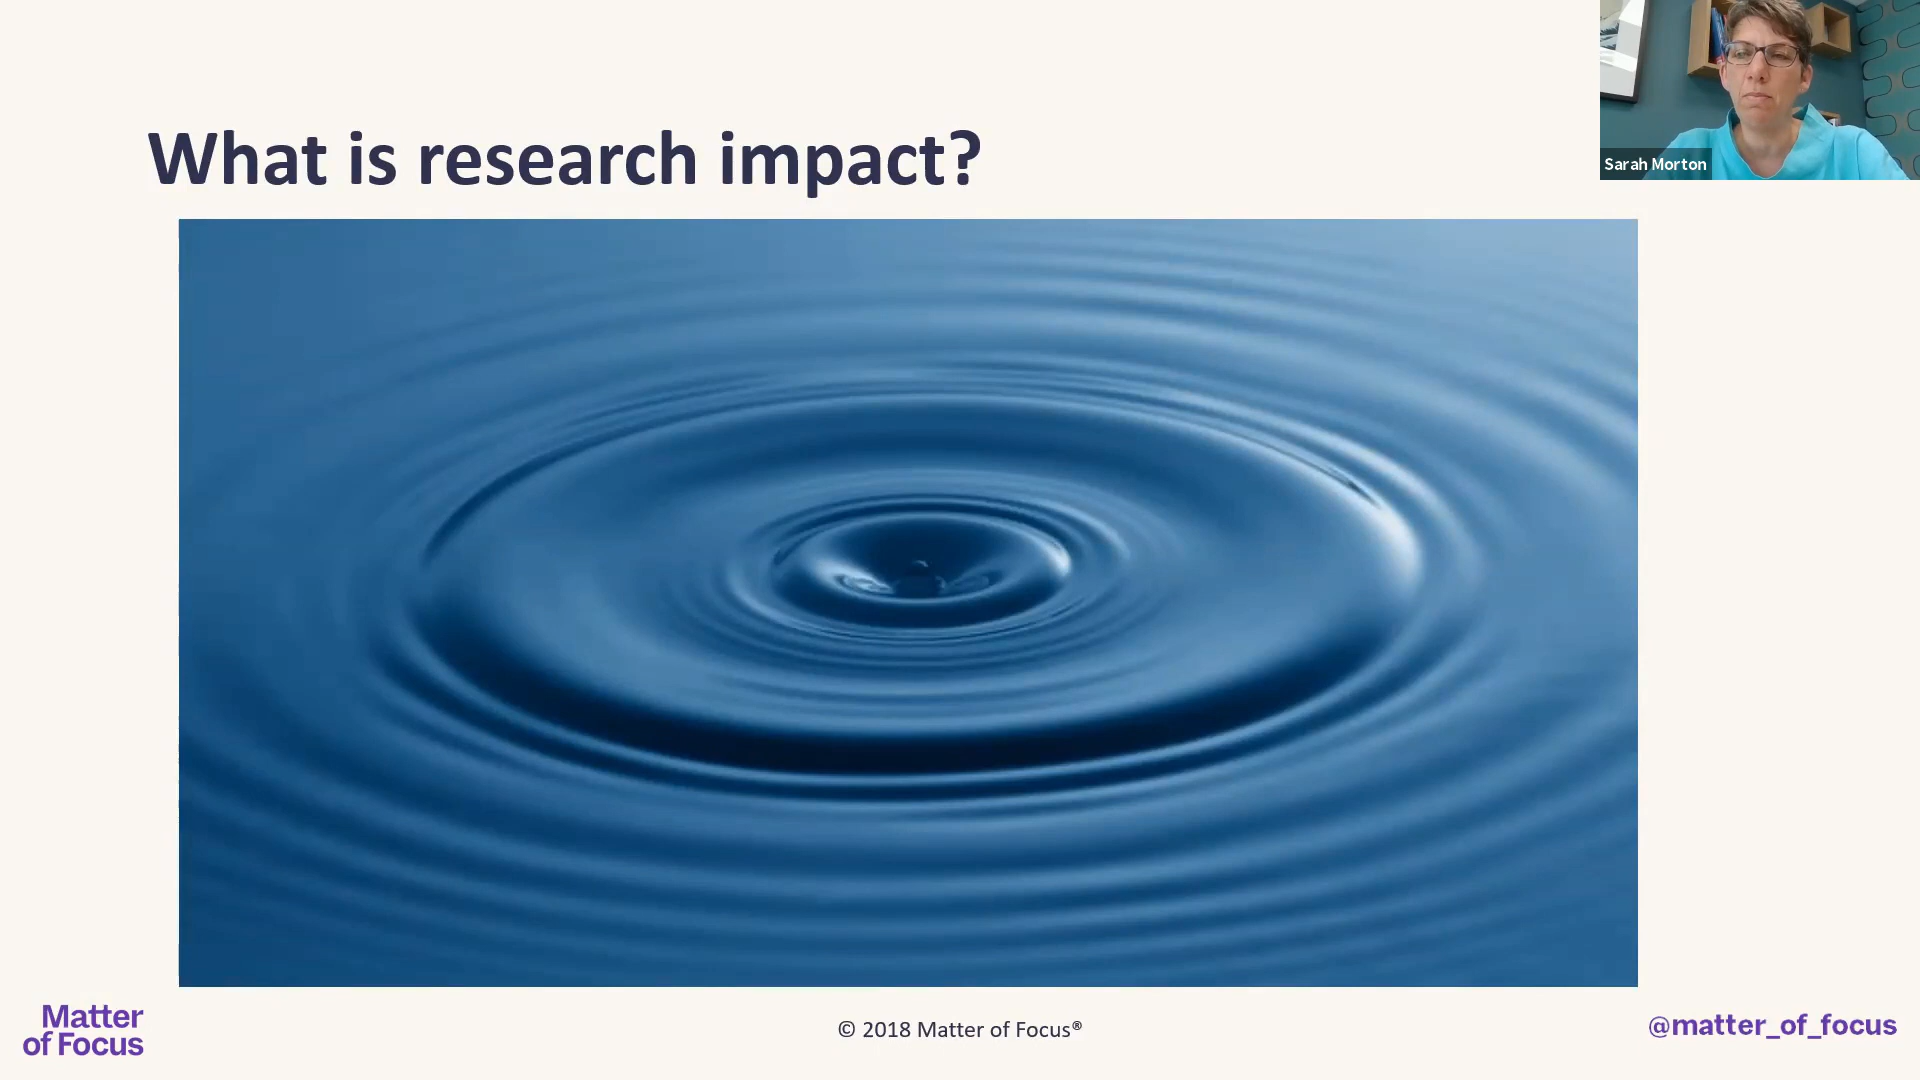 What is research impact?
Sarah Morton
Matter
of Focus
© 2018 Matter of Focus®
@matter_of_focus